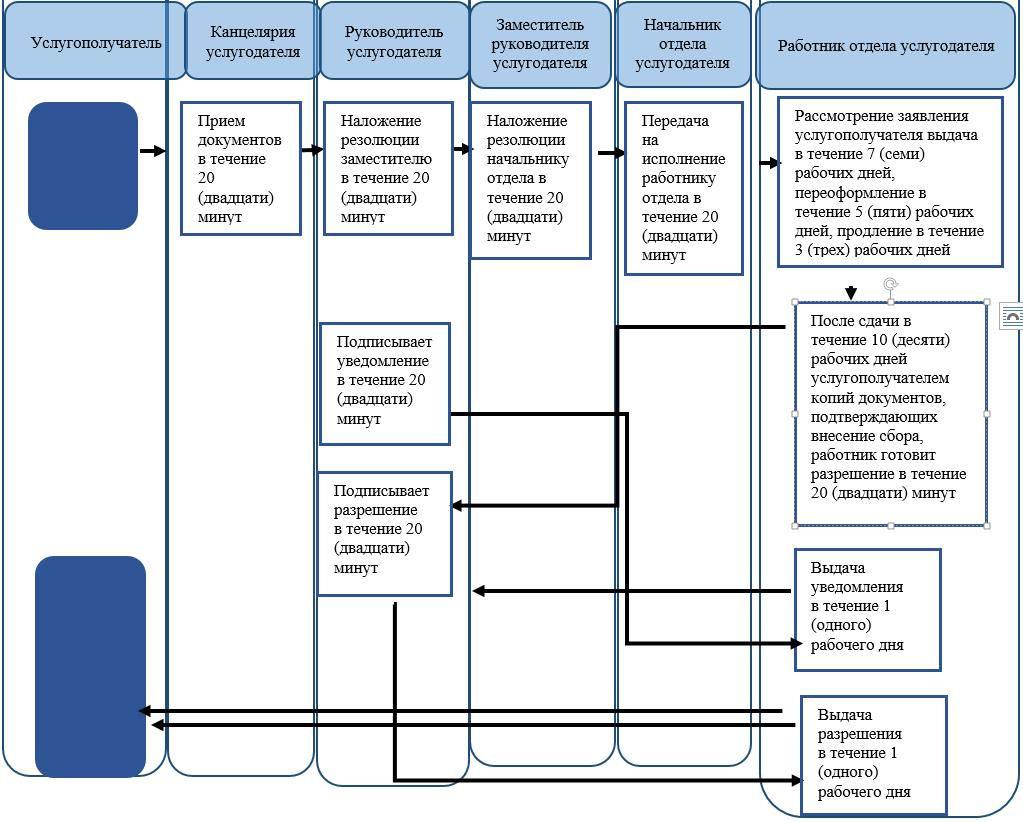 Услугополучатель
Канцелярия
услугодателя
Руководитель
услугодателя
Заместитель
руководителя
услугодателя
Начальник
отдела
услугодателя
Работник отдела услугодателя
Прием
документов
в течение
20
(двадцати)
минут
Наложение
резолюции
заместителю
в течение 20
(двадцати)
минут
Наложение
резолюции
начальнику
отдела в
течение 20
(двадцати)
минут
Передача
на
исполнение
работнику
отдела в
течение 20
(двадцати)
минут
Рассмотрение заявления
услугополучателя выдача
в течение 7 (семи)
рабочих дней,
переоформление в
течение 5 (пяти) рабочих
дней, продление в течение
3 (трех) рабочих дней
Подписывает
уведомление
в течение 20
(двадцати)
минут
После сдачи в
течение 10 (десяти)
рабочих дней
услугополучателем
копий документов,
подтверждающих
внесение сбора,
работник готовит
разрешение в течение
20 (двадцати) минут
Подписывает
разрешение
в течение 20
(двадцати)
минут
Выдача
уведомления
в течение 1
(одного)
рабочего дня
Выдача
разрешения
в течение 1
(одного)
рабочего дня